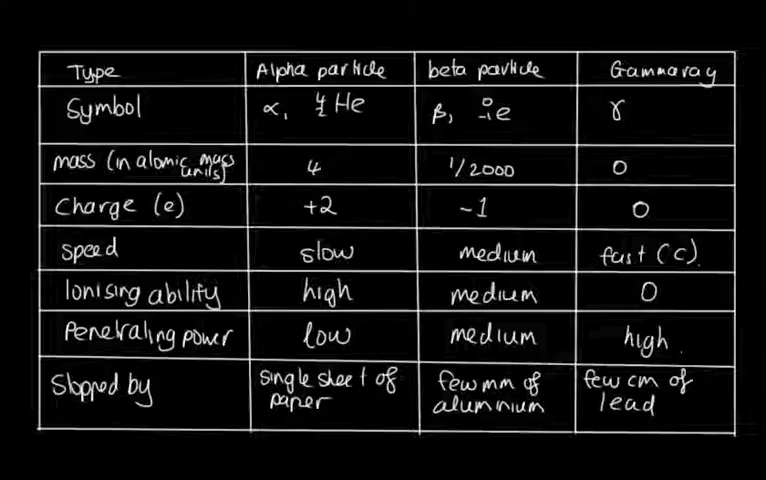 Type Alpha particle beta particle Gammaray
Symbol α, ⁴₂He β, ⁰₋₁e γ
mass (in atomic mass units) 4 1/2000 0
Charge (e) +2 -1 0
speed slow medium fast (c).
Ionising ability high medium 0
Penetrating power low medium high.
Stopped by single sheet of paper few mm of aluminium few cm of lead